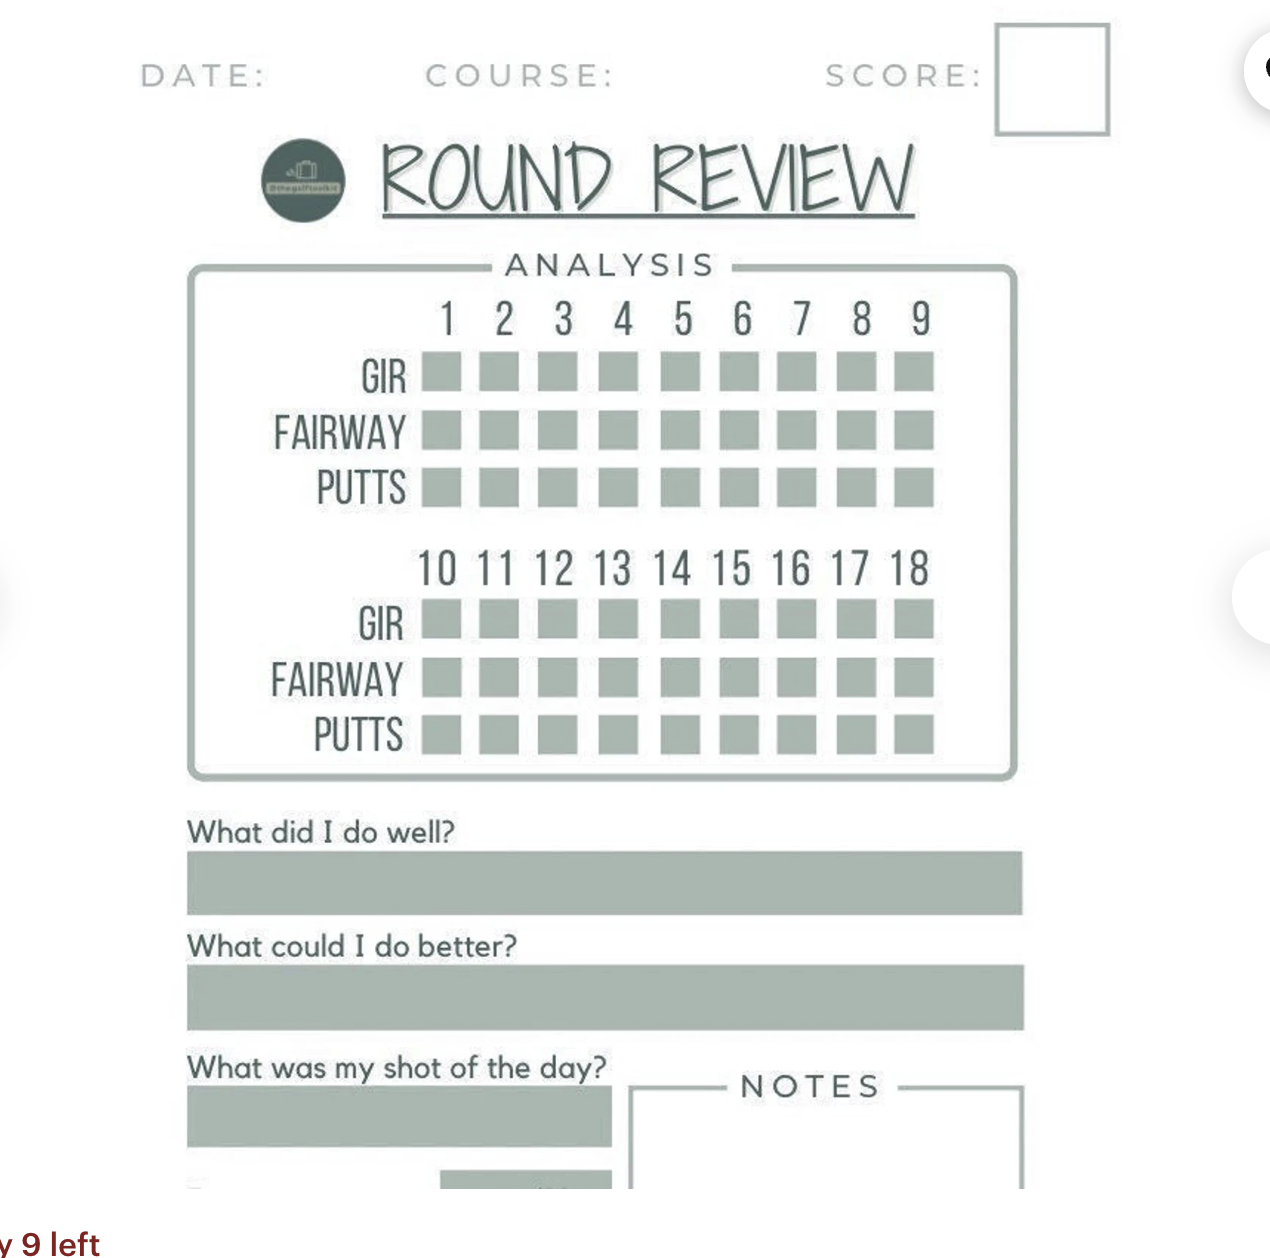 DATE: COURSE: SCORE:
@thegolftoolkit
ROUND REVIEW
ANALYSIS
1 2 3 4 5 6 7 8 9
GIR
FAIRWAY
PUTTS
10 11 12 13 14 15 16 17 18
GIR
FAIRWAY
PUTTS
What did I do well?
What could I do better?
What was my shot of the day?
NOTES
9 left